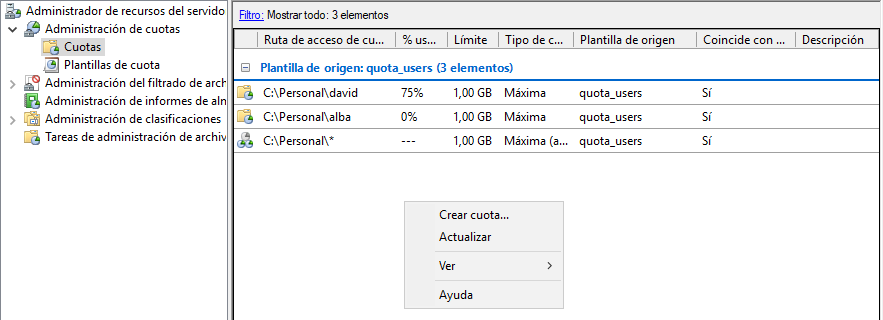 Administrador de recursos del servido
Administración de cuotas
Cuotas
Plantillas de cuota
Administración del filtrado de arch
Administración de informes de alm
Administración de clasificaciones
Tareas de administración de archiv
Filtro: Mostrar todo: 3 elementos
Ruta de acceso de cu... % us... Límite Tipo de c... Plantilla de origen Coincide con ... Descripción
Plantilla de origen: quota_users (3 elementos)
C:\Personal\david 75% 1,00 GB Máxima quota_users Sí
C:\Personal\alba 0% 1,00 GB Máxima quota_users Sí
C:\Personal\* --- 1,00 GB Máxima (a... quota_users Sí
Crear cuota...
Actualizar
Ver
Ayuda